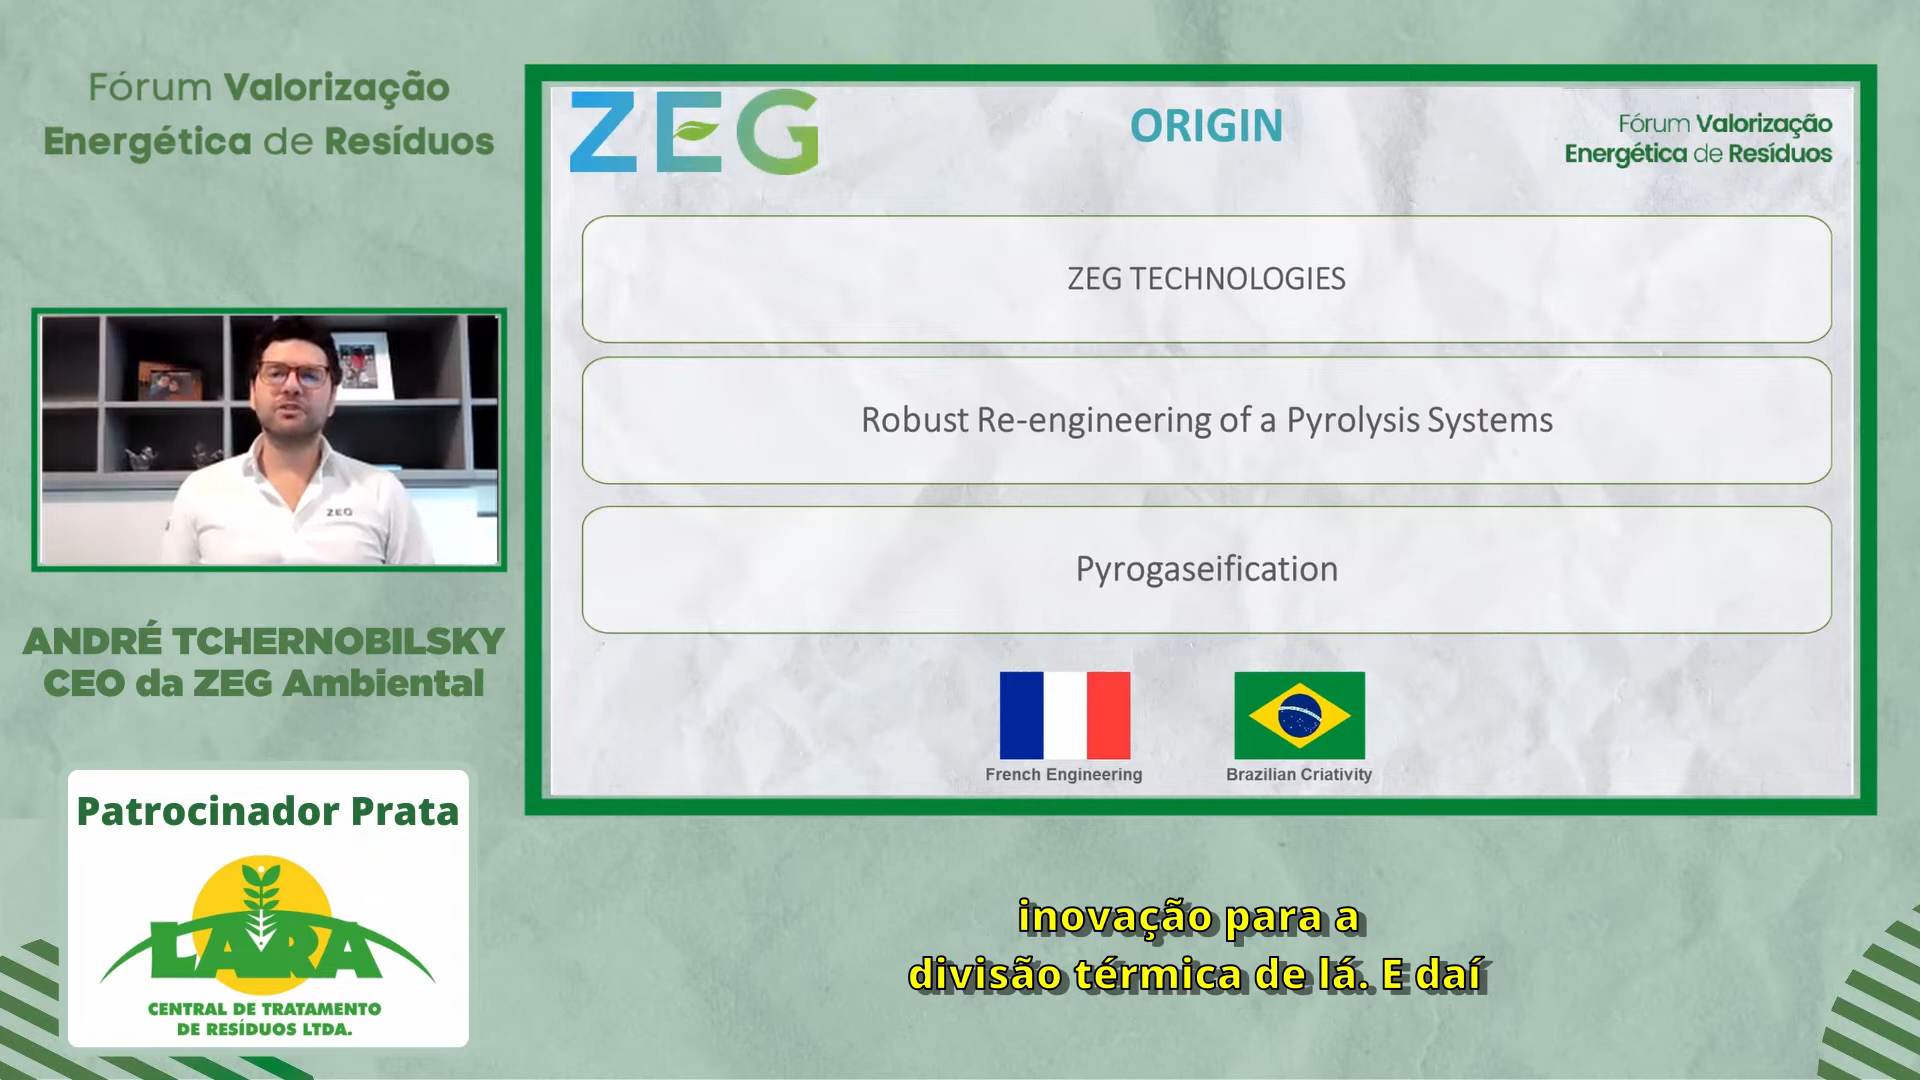 Fórum Valorização
Energética de Resíduos
ZEG
ORIGIN
Fórum Valorização
Energética de Resíduos
ZEG TECHNOLOGIES
Robust Re-engineering of a Pyrolysis Systems
Pyrogaseification
French Engineering
Brazilian Criativity
ZEG
ANDRÉ TCHERNOBILSKY
CEO da ZEG Ambiental
Patrocinador Prata
LARA
CENTRAL DE TRATAMENTO
DE RESÍDUOS LTDA.
inovação para a
divisão térmica de lá. E daí